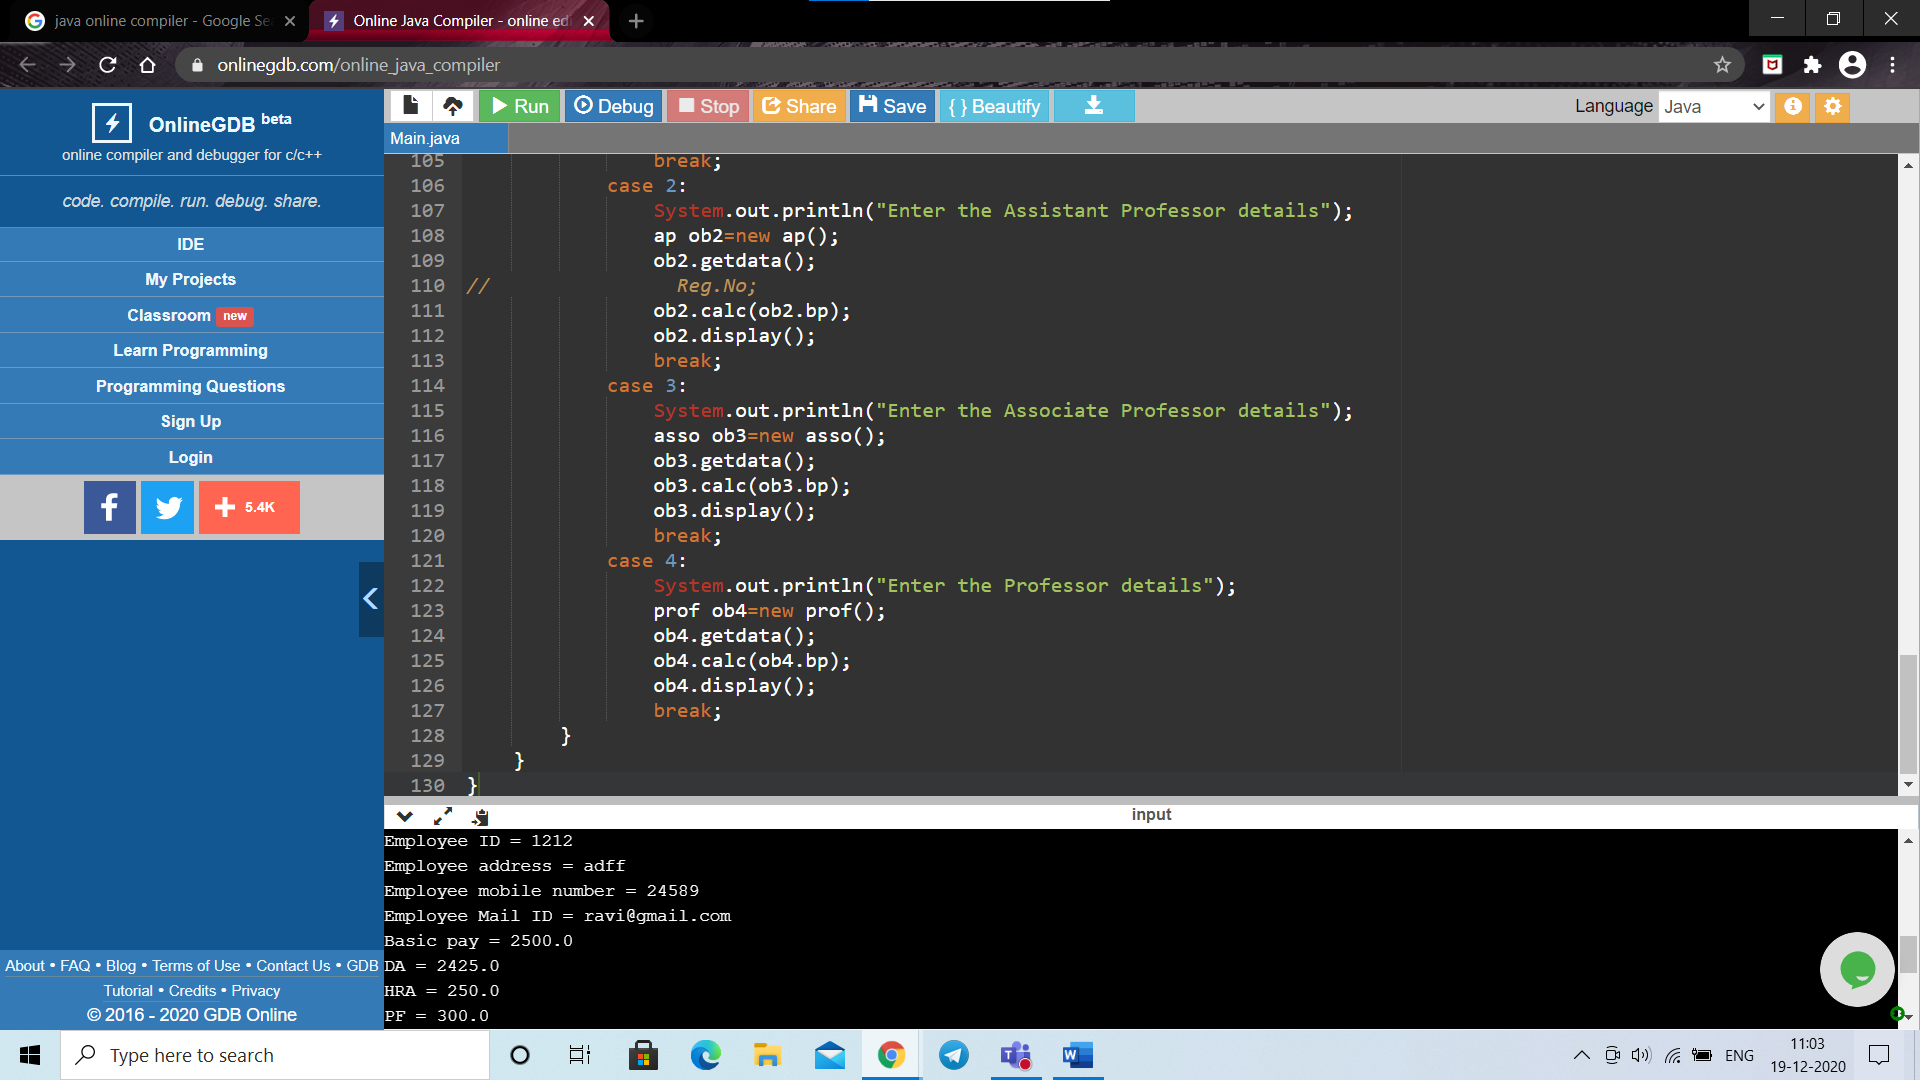 java online compiler - Google Se
Online Java Compiler - online edi
onlinegdb.com/online_java_compiler
OnlineGDB beta
online compiler and debugger for c/c++
code. compile. run. debug. share.
IDE
My Projects
Classroom new
Learn Programming
Programming Questions
Sign Up
Login
5.4K
About • FAQ • Blog • Terms of Use • Contact Us • GDB
Tutorial • Credits • Privacy
© 2016 - 2020 GDB Online
Run Debug Stop Share Save { } Beautify
Language Java
Main.java
105 break;
106 case 2:
107 System.out.println("Enter the Assistant Professor details");
108 ap ob2=new ap();
109 ob2.getdata();
110 // Reg.No;
111 ob2.calc(ob2.bp);
112 ob2.display();
113 break;
114 case 3:
115 System.out.println("Enter the Associate Professor details");
116 asso ob3=new asso();
117 ob3.getdata();
118 ob3.calc(ob3.bp);
119 ob3.display();
120 break;
121 case 4:
122 System.out.println("Enter the Professor details");
123 prof ob4=new prof();
124 ob4.getdata();
125 ob4.calc(ob4.bp);
126 ob4.display();
127 break;
128 }
129 }
130 }
input
Employee ID = 1212
Employee address = adff
Employee mobile number = 24589
Employee Mail ID = ravi@gmail.com
Basic pay = 2500.0
DA = 2425.0
HRA = 250.0
PF = 300.0
Type here to search
ENG
11:03
19-12-2020